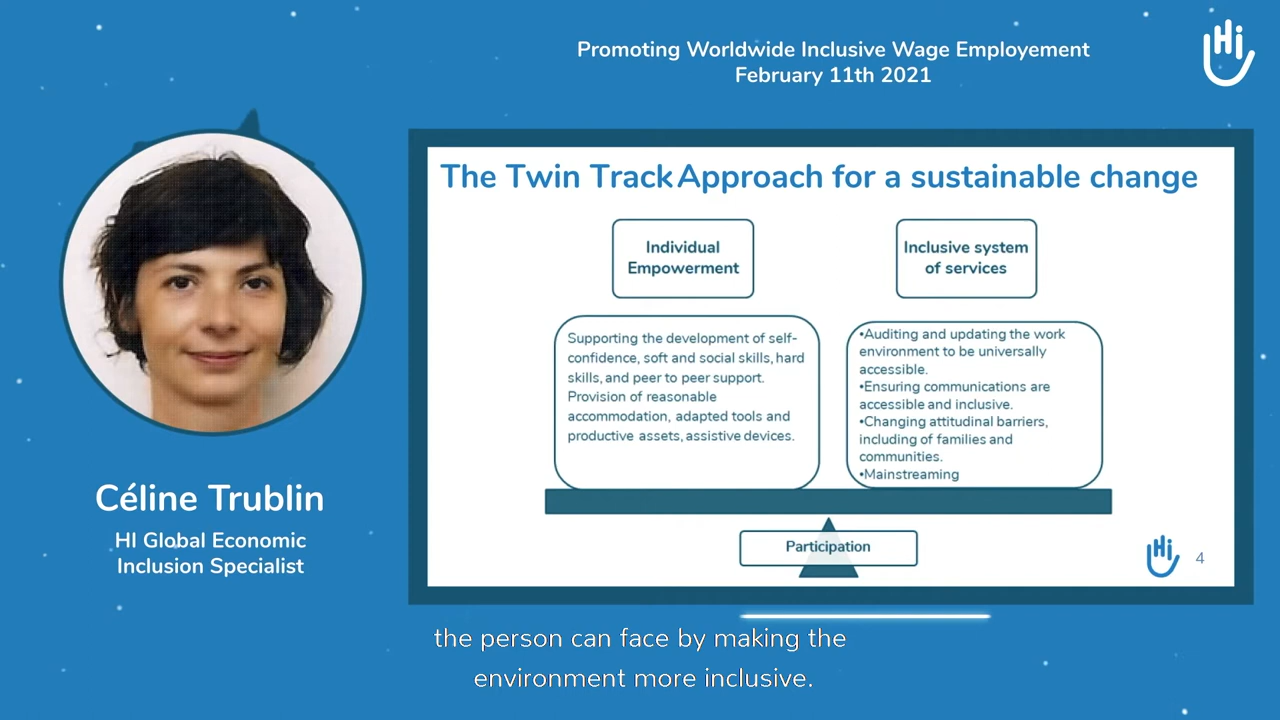 Promoting Worldwide Inclusive Wage Employement
February 11th 2021
Hi
The Twin Track Approach for a sustainable change
Individual
Empowerment
Inclusive system
of services
Supporting the development of self-
confidence, soft and social skills, hard
skills, and peer to peer support.
Provision of reasonable
accommodation, adapted tools and
productive assets, assistive devices.
•Auditing and updating the work
environment to be universally
accessible.
•Ensuring communications are
accessible and inclusive.
•Changing attitudinal barriers,
including of families and
communities.
•Mainstreaming
Participation
Hi
4
Céline Trublin
HI Global Economic
Inclusion Specialist
the person can face by making the
environment more inclusive.